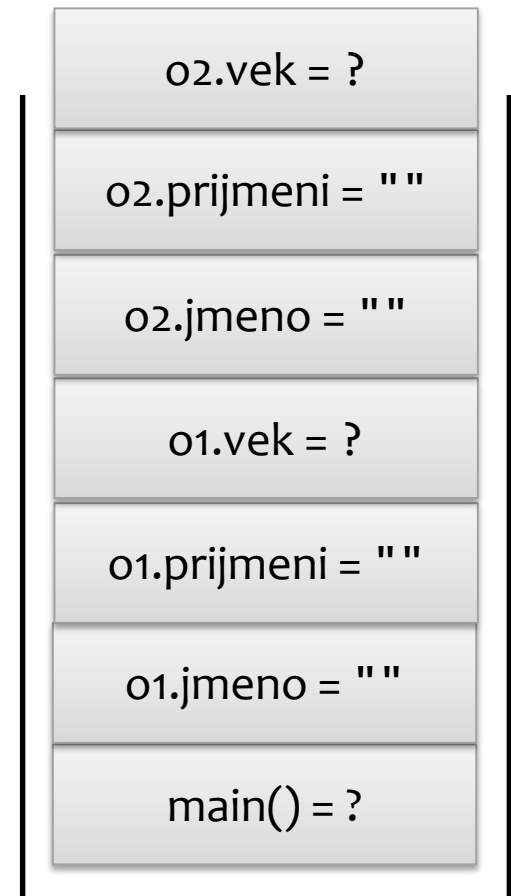 o2.vek = ?
o2.prijmeni = ""
o2.jmeno = ""
o1.vek = ?
o1.prijmeni = ""
o1.jmeno = ""
main() = ?